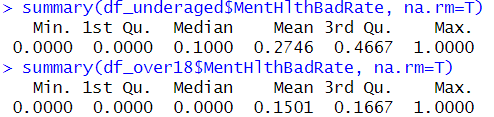 > summary(df_underaged$MentHlthBadRate, na.rm=T)
Min. 1st Qu. Median Mean 3rd Qu. Max.
0.0000 0.0000 0.1000 0.2746 0.4667 1.0000
> summary(df_over18$MentHlthBadRate, na.rm=T)
Min. 1st Qu. Median Mean 3rd Qu. Max.
0.0000 0.0000 0.0000 0.1501 0.1667 1.0000